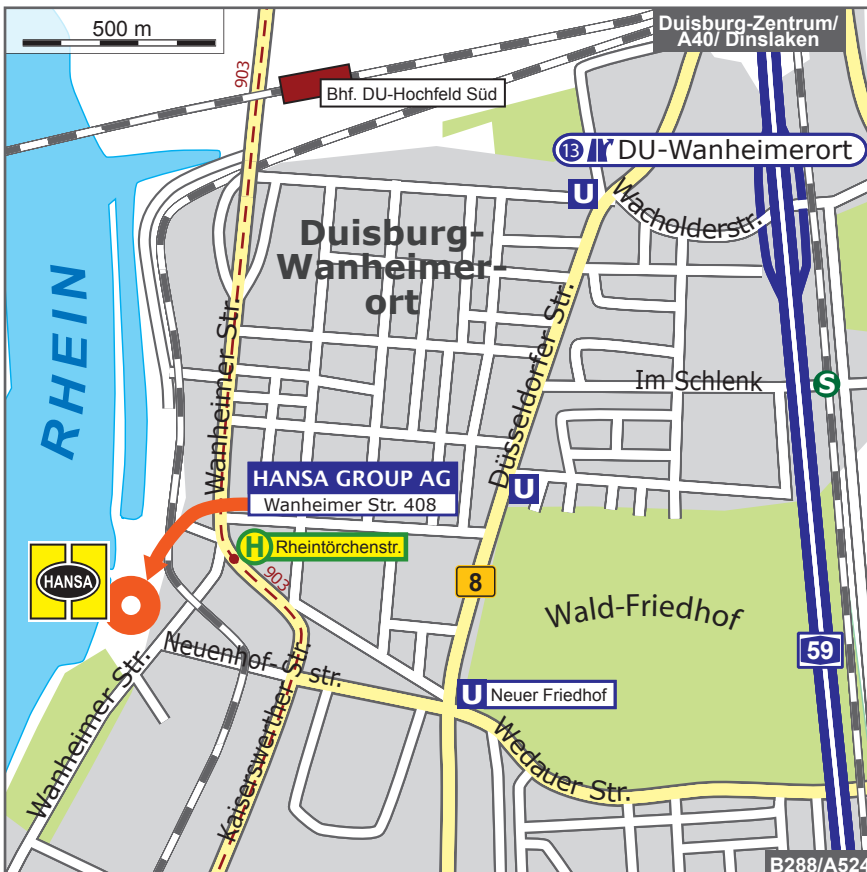 500 m
Duisburg-Zentrum/
A40/ Dinslaken
903
Bhf. DU-Hochfeld Süd
13 DU-Wanheimerort
U
Wacholderstr.
Duisburg-
Wanheimer-
ort
RHEIN
Wanheimer Str.
Düsseldorfer Str.
Im Schlenk
S
HANSA GROUP AG
Wanheimer Str. 408
U
H Rheintörchenstr.
903
8
HANSA
Wald-Friedhof
59
Neuenhof-
str.
U Neuer Friedhof
Wanheimer Str.
Kaiserswerther Str.
Wedauer Str.
B288/A524